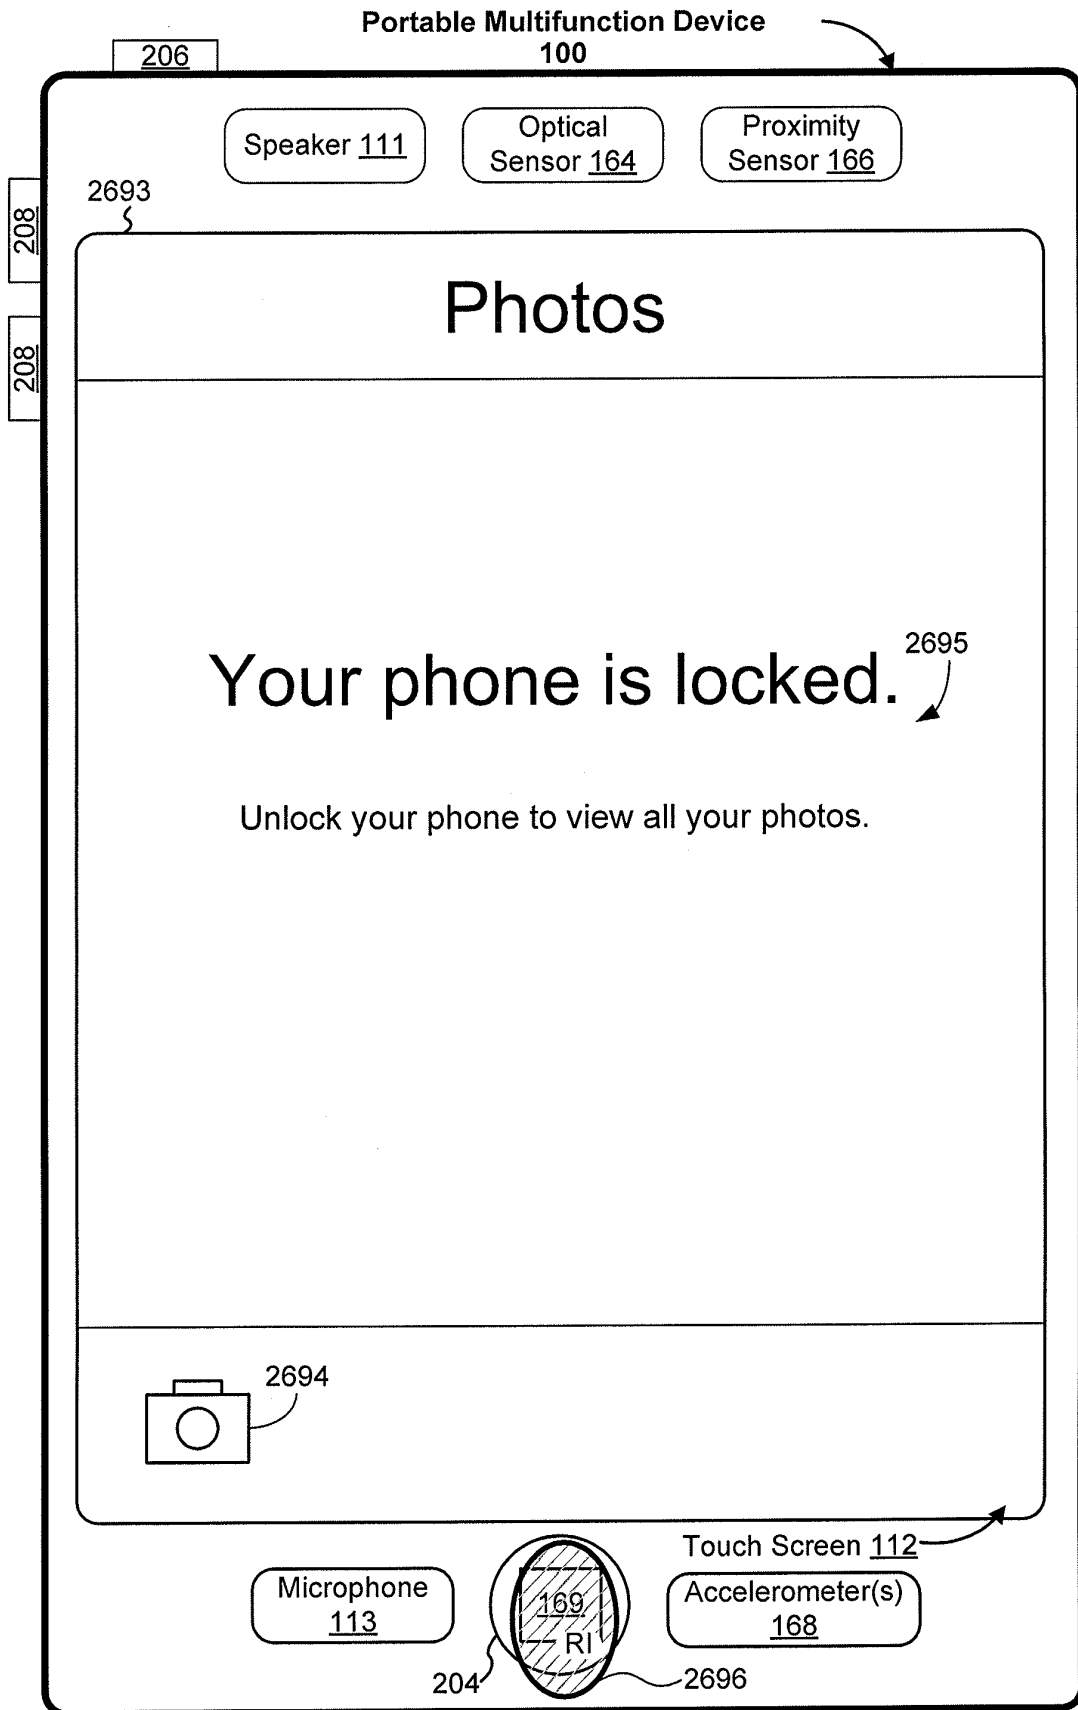 Portable Multifunction Device
100
206
Speaker 111
Optical
Sensor 164
Proximity
Sensor 166
2693
208
208
Photos
Your phone is locked.
2695
Unlock your phone to view all your photos.
2694
Touch Screen 112
Microphone
113
169
RI
Accelerometer(s)
168
204
2696